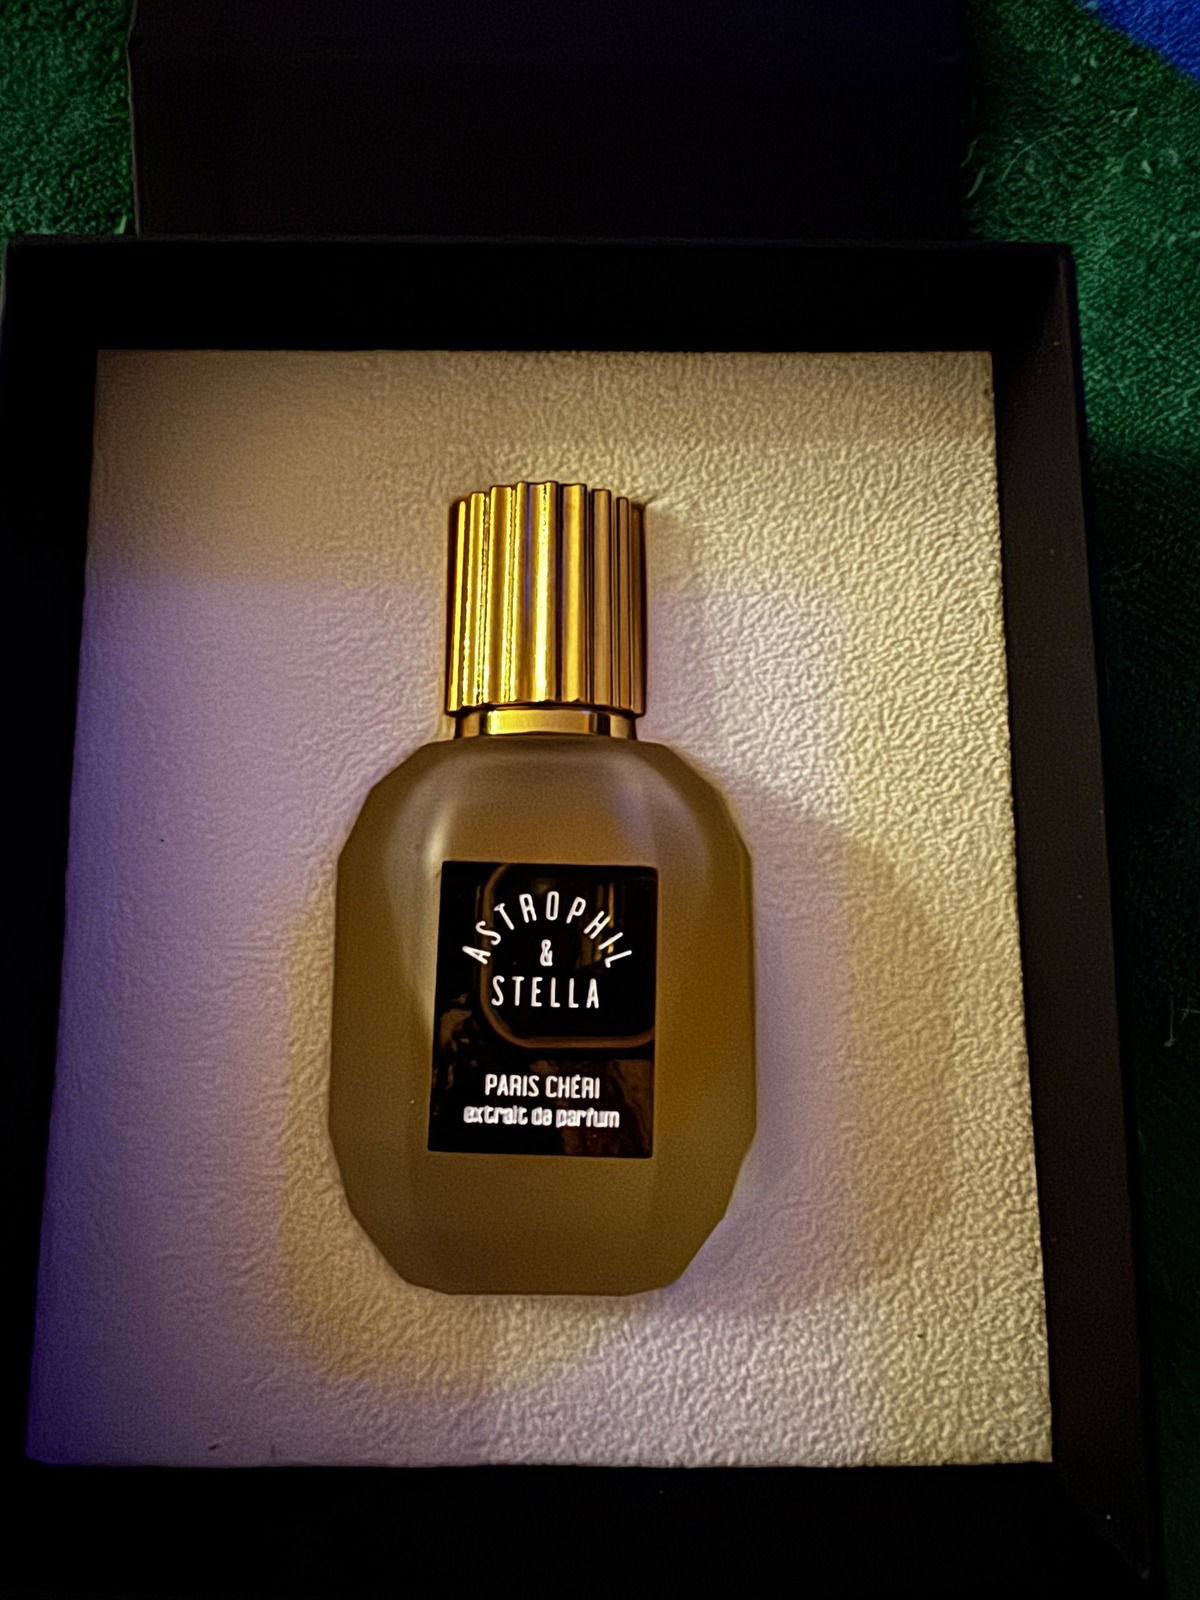 ASTROPHIL
&
STELLA
PARIS CHÉRI
extrait de parfum